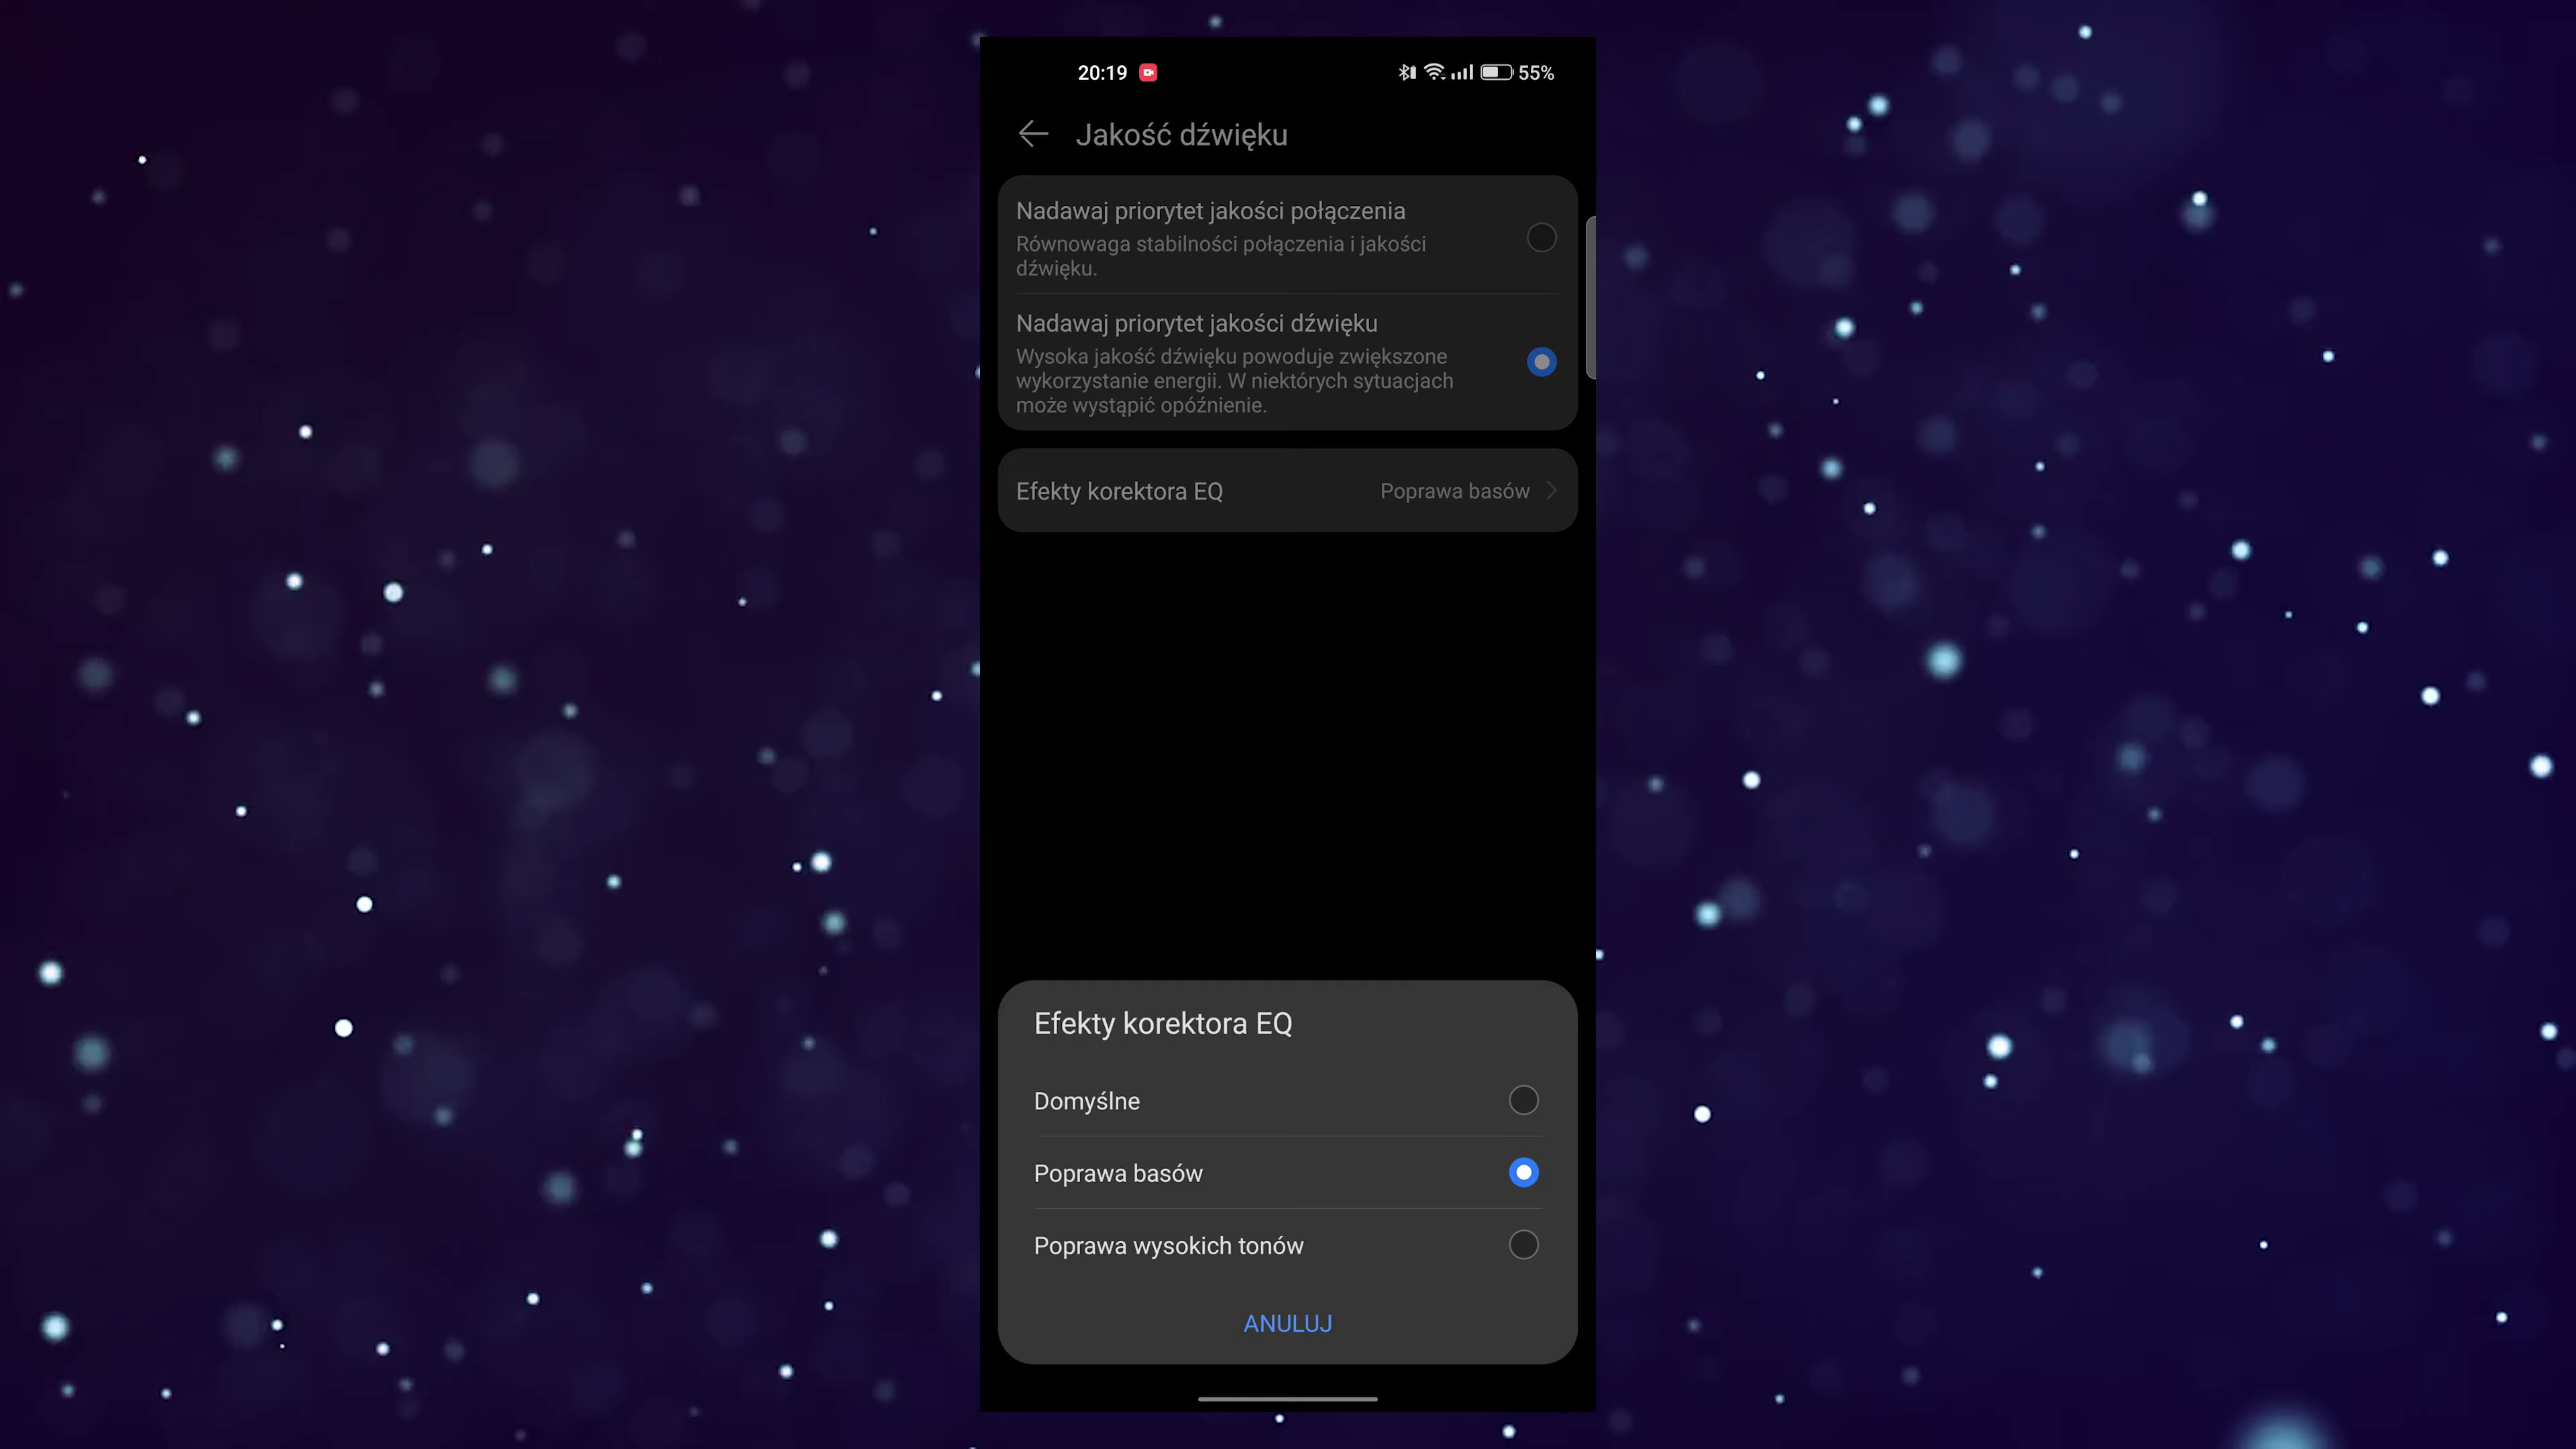 20:19
55%
Jakość dźwięku
Nadawaj priorytet jakości połączenia
Równowaga stabilności połączenia i jakości
dźwięku.
Nadawaj priorytet jakości dźwięku
Wysoka jakość dźwięku powoduje zwiększone
wykorzystanie energii. W niektórych sytuacjach
może wystąpić opóźnienie.
Efekty korektora EQ
Poprawa basów
Efekty korektora EQ
Domyślne
Poprawa basów
Poprawa wysokich tonów
ANULUJ